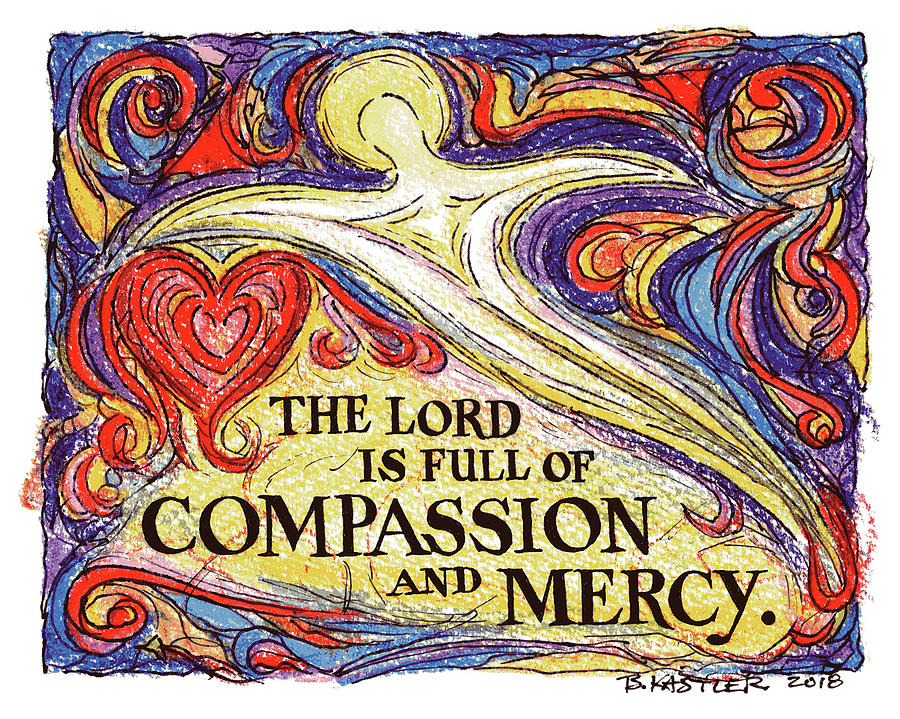 THE LORD
IS FULL OF
COMPASSION
AND MERCY.
B. KASTLER 2018